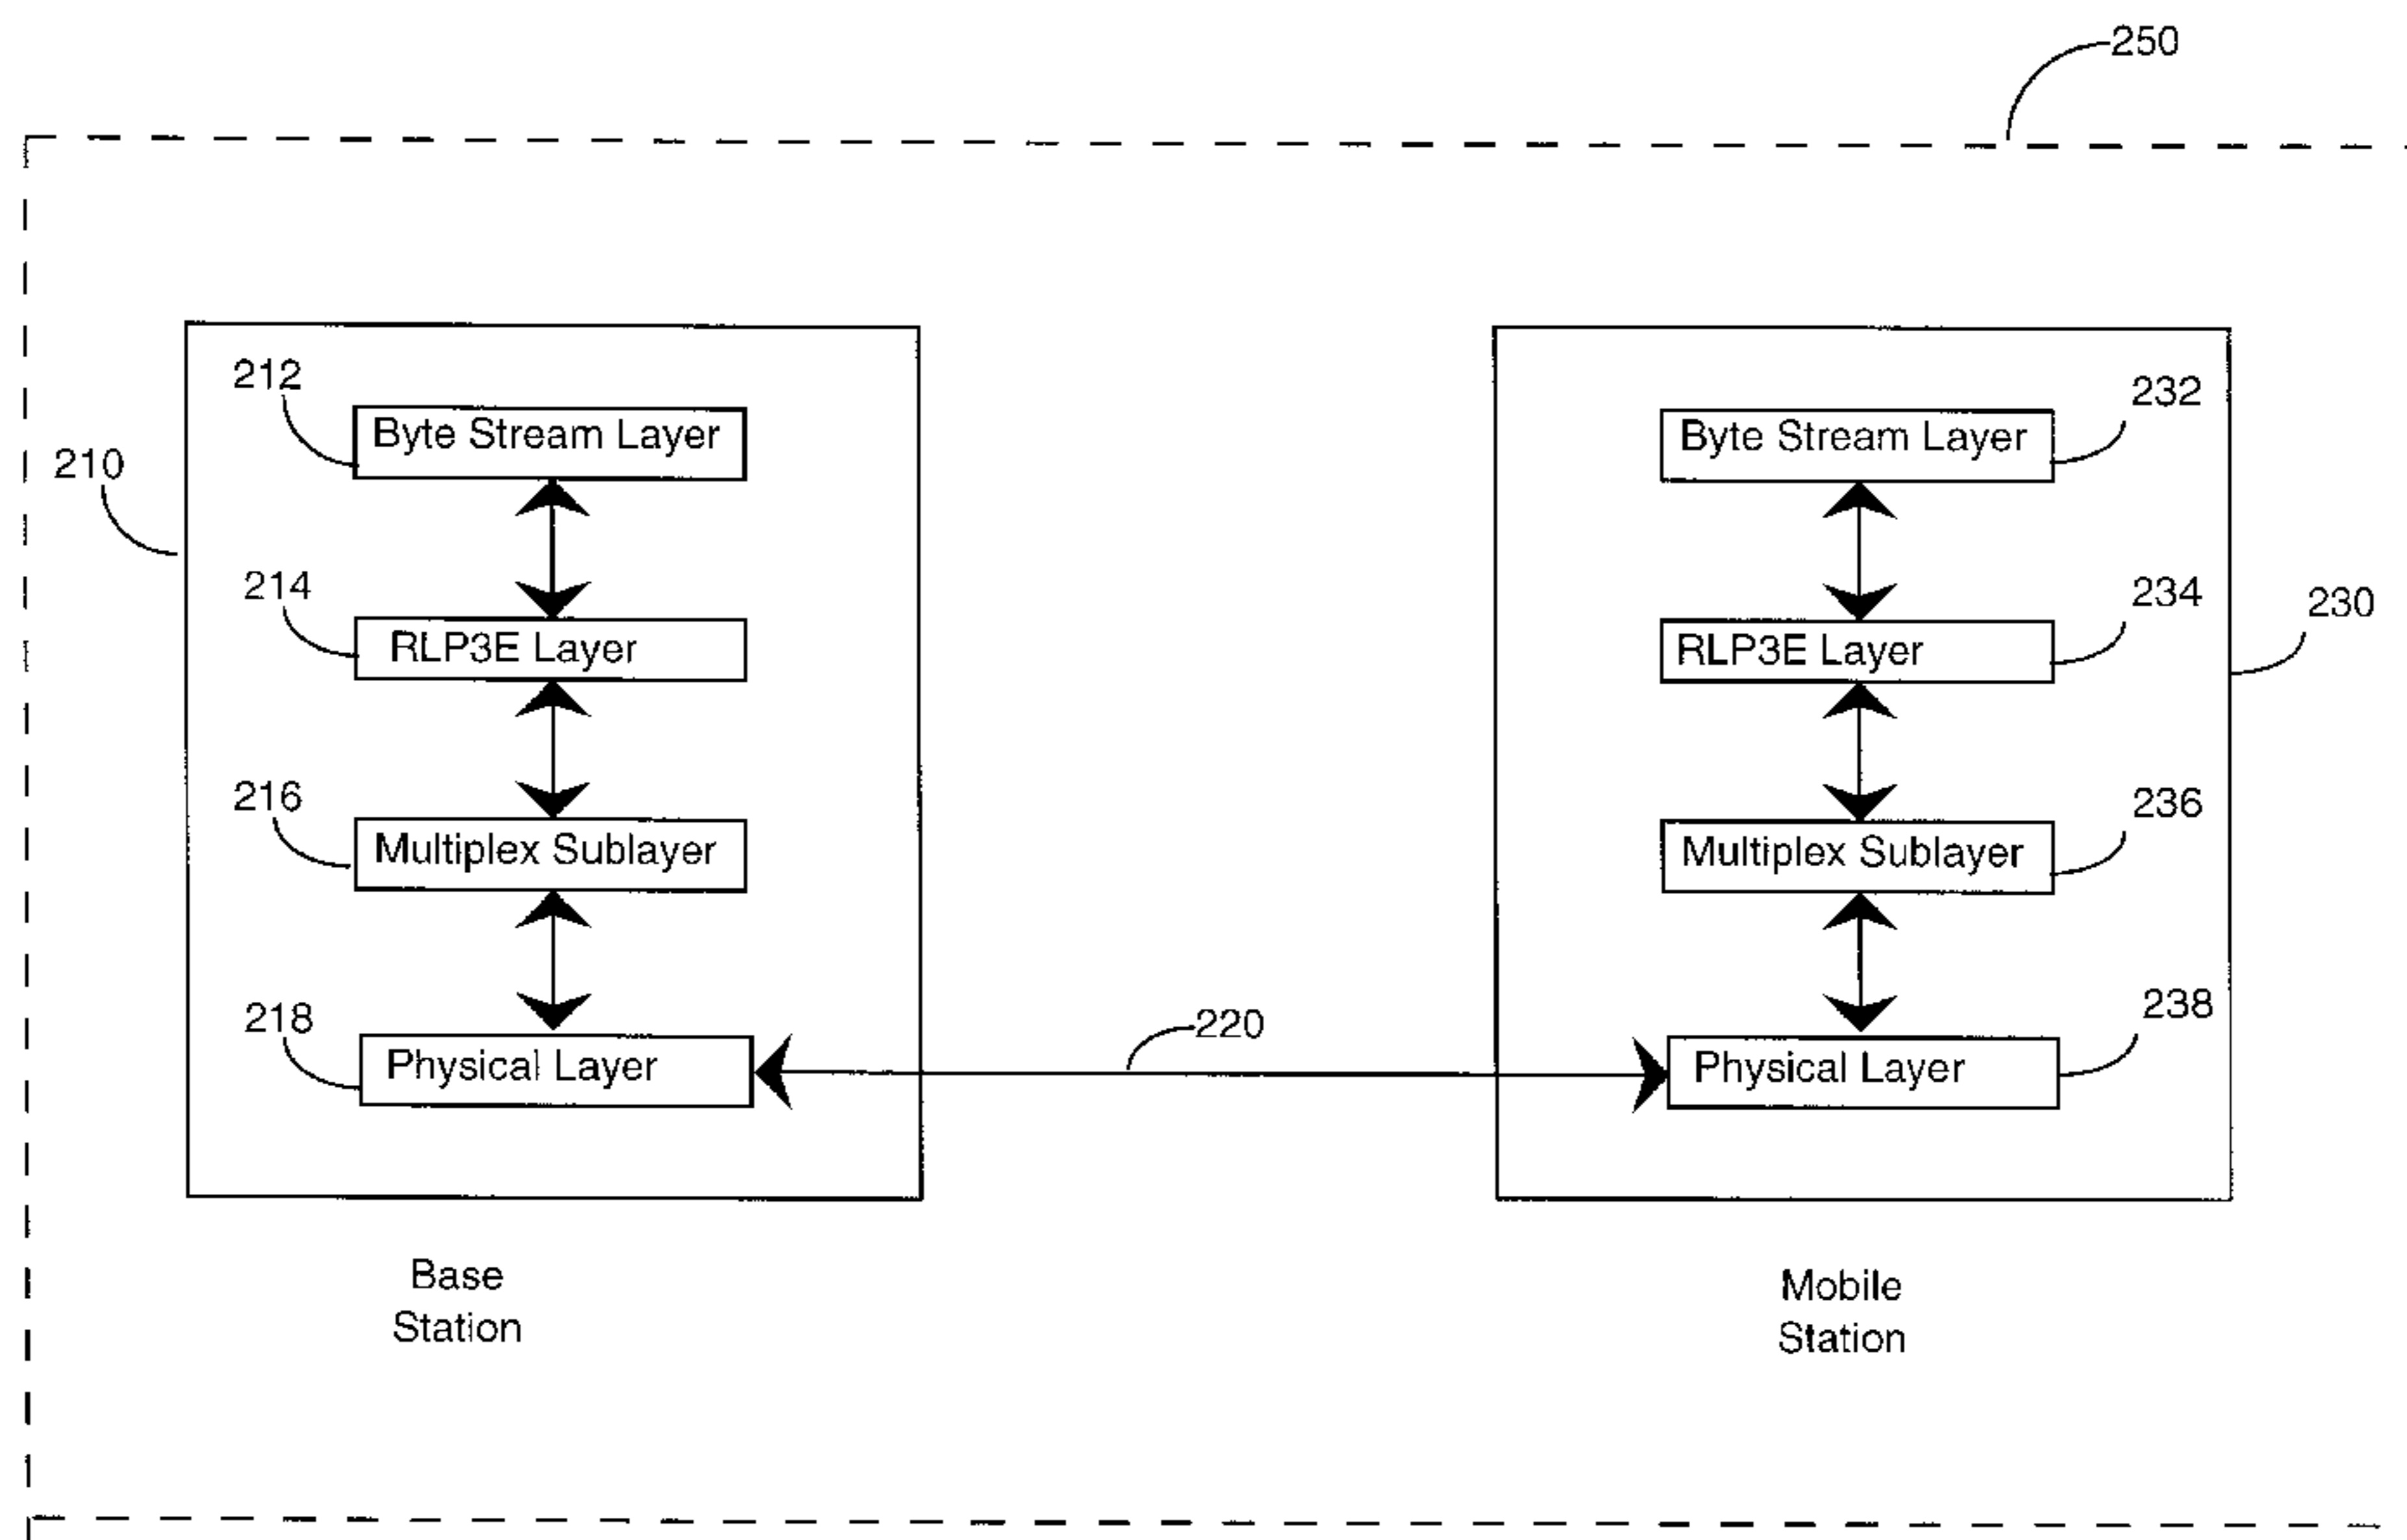 250
212
Byte Stream Layer
232
Byte Stream Layer
210
214
RLP3E Layer
234
RLP3E Layer
230
216
Multiplex Sublayer
236
Multiplex Sublayer
218
Physical Layer
220
238
Physical Layer
Base
Station
Mobile
Station